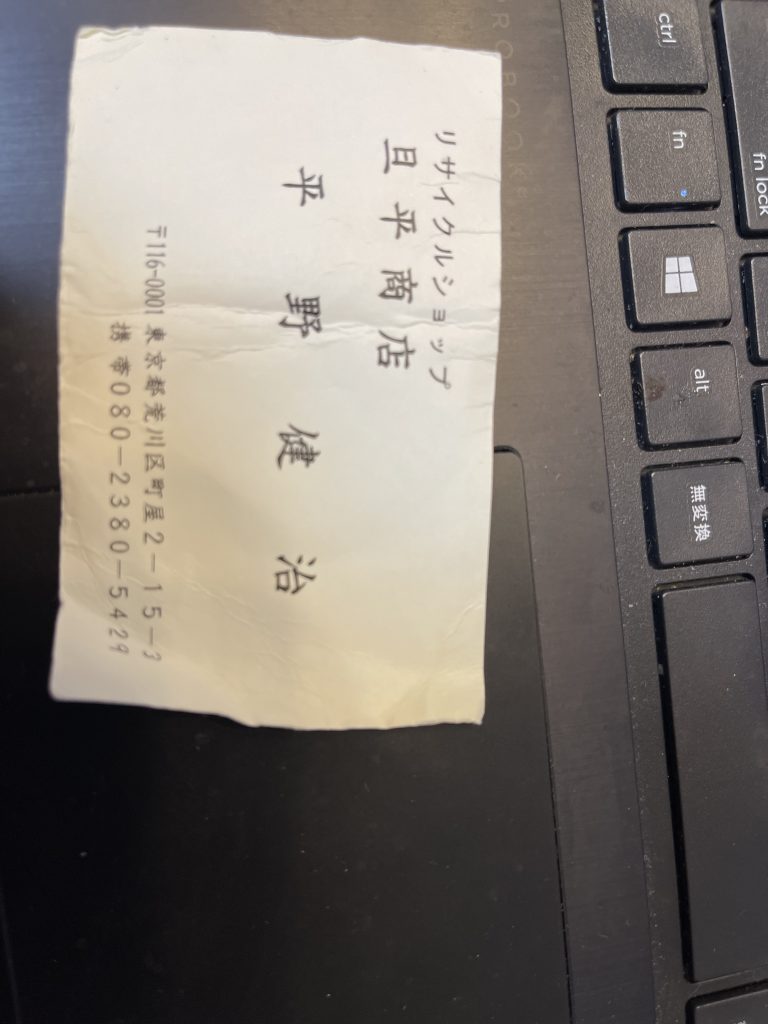 リサイクルショップ
旦平商店
平野健治
〒116-0001 東京都荒川区町屋2-15-3
携帯080-2380-5429
PROBOOK
ctrl
fn
fn lock
alt
無変換